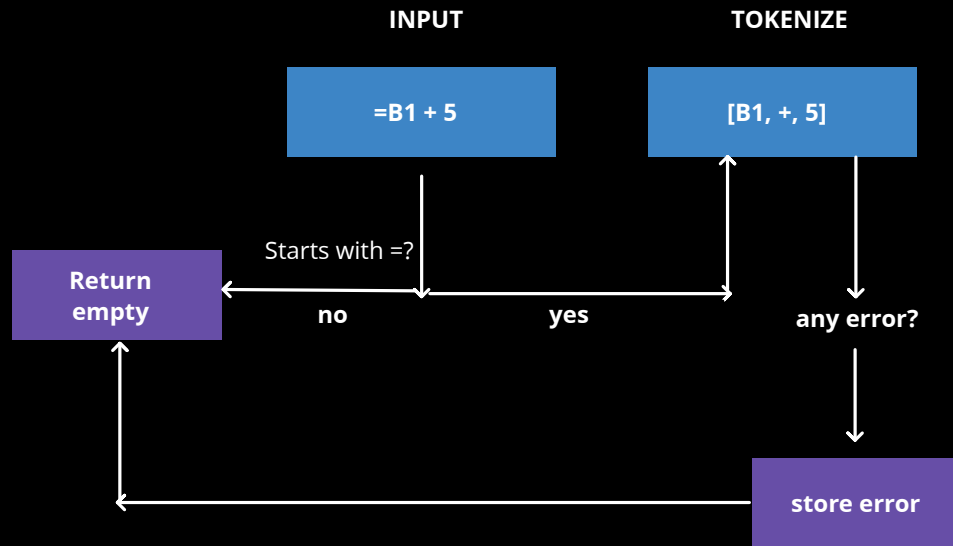 INPUT
TOKENIZE
=B1 + 5
[B1, +, 5]
Starts with =?
Return
empty
no
yes
any error?
store error